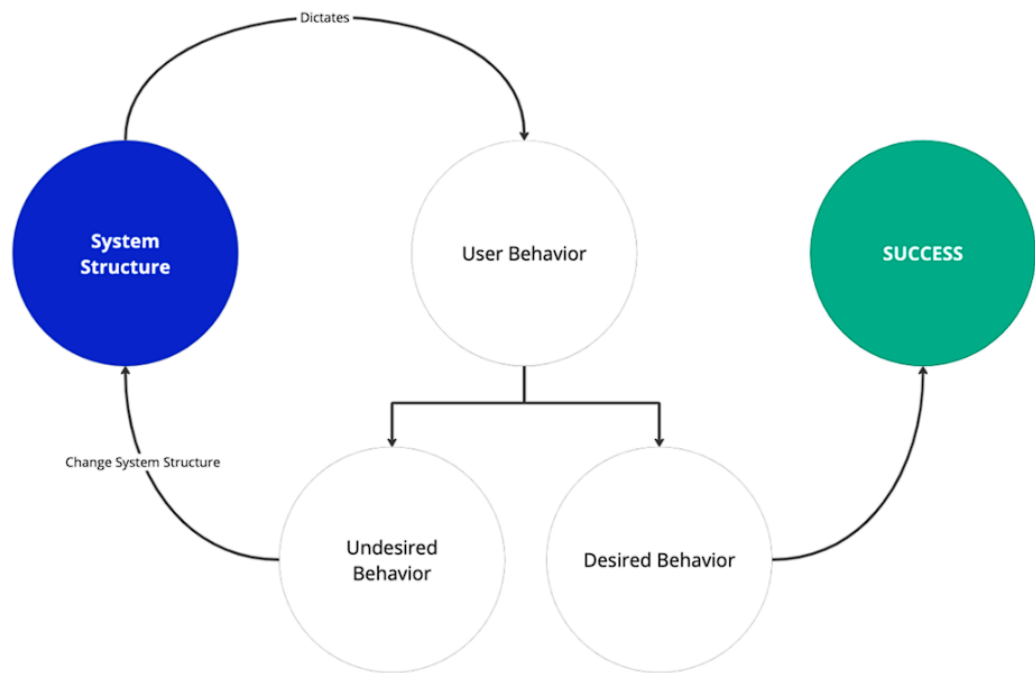 Dictates
System
Structure
User Behavior
SUCCESS
Change System Structure
Undesired
Behavior
Desired Behavior